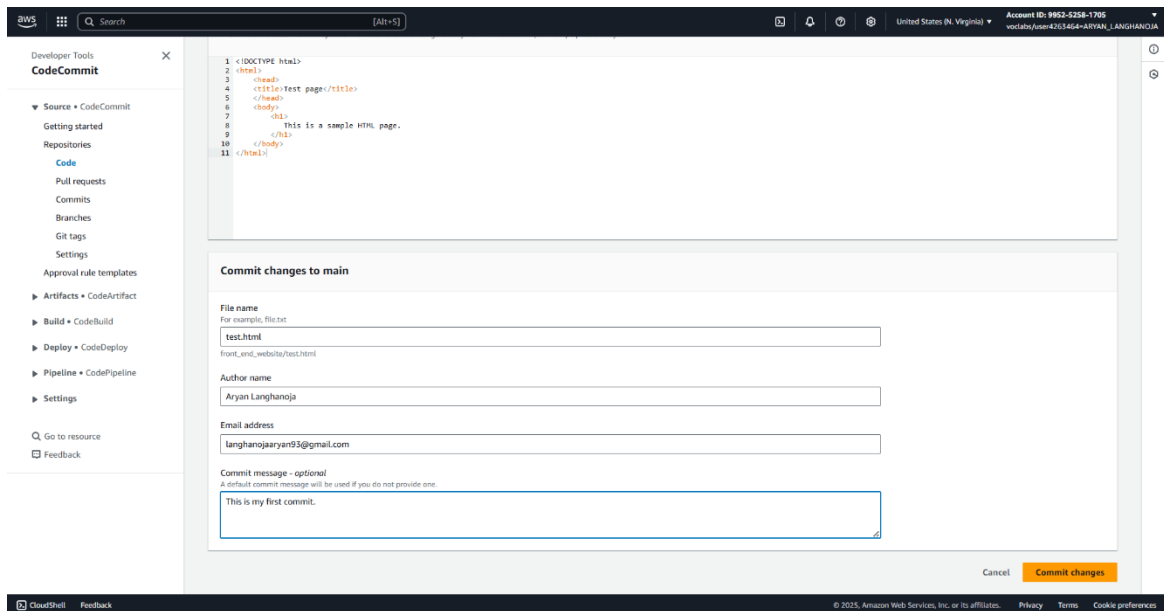 aws
Search [Alt+S]
United States (N. Virginia) ▼
Account ID: 9952-5258-1705
voclabs/user4263464=ARYAN_LANGHANOJA
Developer Tools
CodeCommit
Source • CodeCommit
Getting started
Repositories
Code
Pull requests
Commits
Branches
Git tags
Settings
Approval rule templates
Artifacts • CodeArtifact
Build • CodeBuild
Deploy • CodeDeploy
Pipeline • CodePipeline
Settings
Go to resource
Feedback
1 <!DOCTYPE html>
2 <html>
3 <head>
4 <title>Test page</title>
5 </head>
6 <body>
7 <h1>
8 This is a sample HTML page.
9 </h1>
10 </body>
11 </html>
Commit changes to main
File name
For example, file.txt
test.html
front_end_website/test.html
Author name
Aryan Langhanoja
Email address
langhanojaaryan93@gmail.com
Commit message - optional
A default commit message will be used if you do not provide one.
This is my first commit.
Cancel Commit changes
CloudShell Feedback © 2025, Amazon Web Services, Inc. or its affiliates. Privacy Terms Cookie preferences